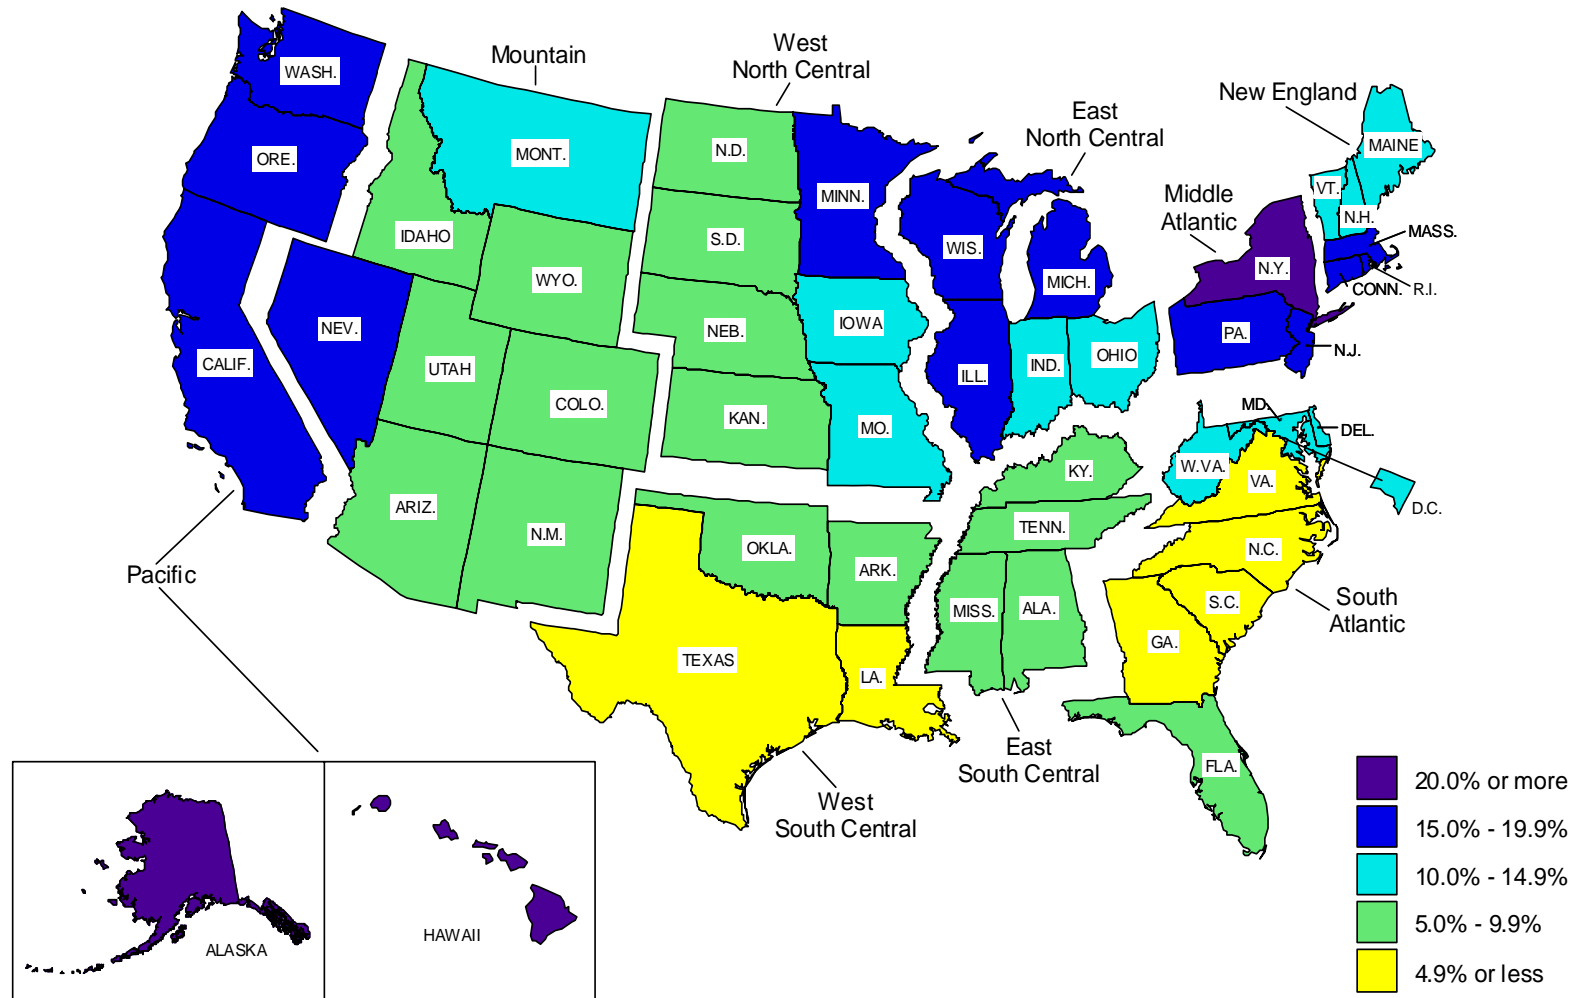 West
North Central
Mountain
WASH.
East
North Central
New England
MAINE
N.D.
MONT.
ORE.
MINN.
VT.
Middle
Atlantic
N.H.
MASS.
IDAHO
S.D.
WIS.
N.Y.
WYO.
MICH.
CONN.
R.I.
NEV.
NEB.
IOWA
PA.
N.J.
CALIF.
UTAH
ILL.
IND.
OHIO
COLO.
KAN.
MO.
MD.
DEL.
KY.
W.VA.
VA.
D.C.
ARIZ.
N.M.
OKLA.
TENN.
N.C.
ARK.
Pacific
MISS.
ALA.
S.C.
South
Atlantic
GA.
TEXAS
LA.
East
South Central
FLA.
West
South Central
20.0% or more
15.0% - 19.9%
10.0% - 14.9%
5.0% - 9.9%
4.9% or less
ALASKA
HAWAII